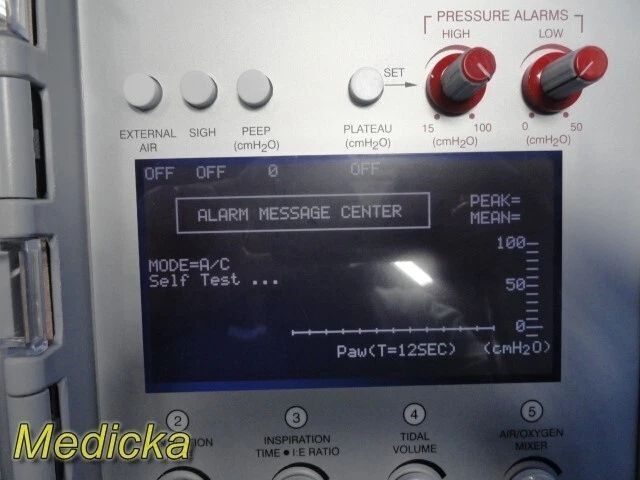 PRESSURE ALARMS
HIGH LOW
SET
EXTERNAL AIR SIGH PEEP (cmH2O) PLATEAU (cmH2O) 15 100 (cmH2O) 0 50 (cmH2O)
OFF OFF 0 OFF
ALARM MESSAGE CENTER
PEAK=
MEAN=
100
MODE=A/C
Self Test ...
50
0
Paw(T=12SEC) (cmH2O)
2 3 4 5
INSPIRATION TIME • I:E RATIO
TIDAL VOLUME
AIR/OXYGEN MIXER
Medicka